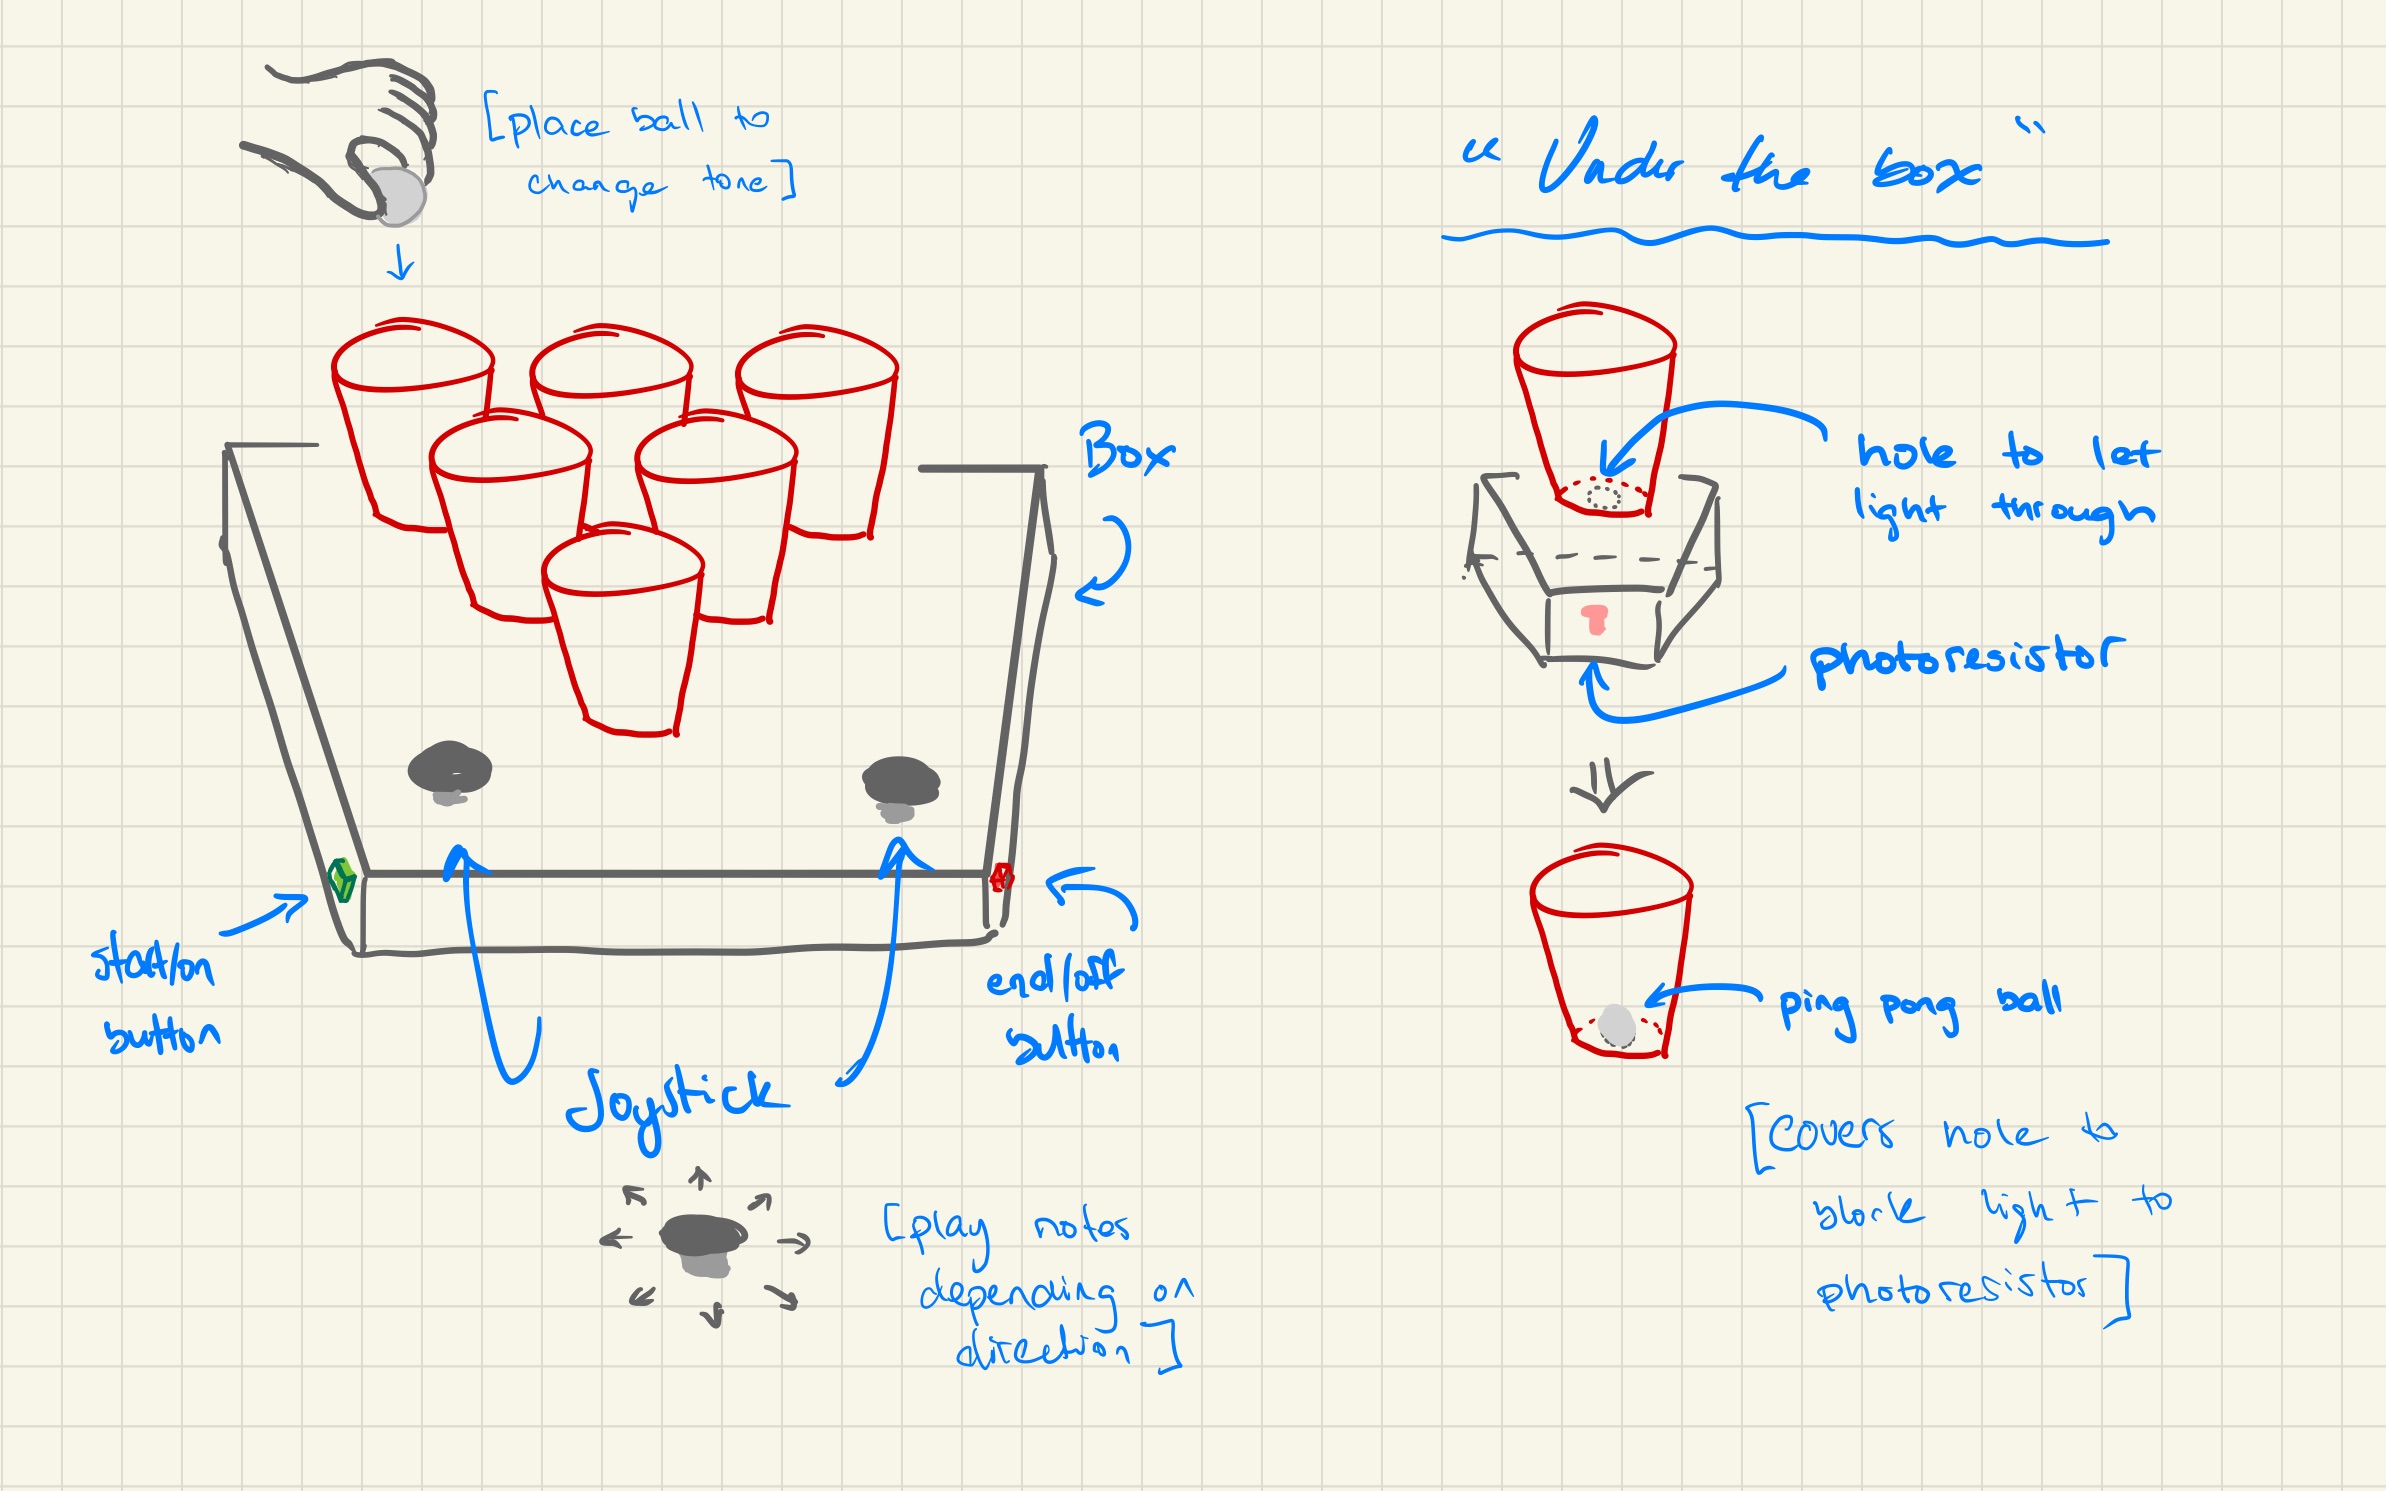 [place ball to
change tone]
Box
start/on
button
end/off
button
Joystick
[play notes
depending on
direction]
"Under the box"
hole to let
light through
photoresistor
ping pong ball
[covers hole to
block light to
photoresistor]